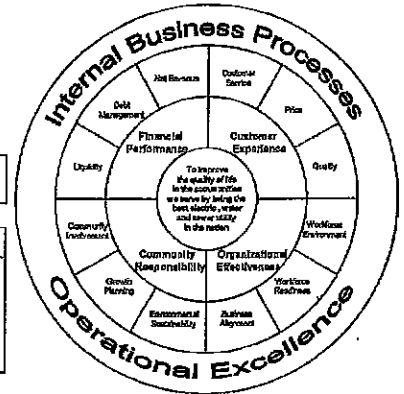 Internal Business Processes
Net Revenue
Customer
Service
Debt
Management
Price
Financial
Performance
Customer
Experience
Liquidity
Quality
To improve
the quality of life
in the communities
we serve by being the
best electric, water
and sewer utility
in the nation
Community
Involvement
Workforce
Environment
Community
Responsibility
Organizational
Effectiveness
Growth
Planning
Workforce
Readiness
Environmental
Sustainability
Business
Alignment
Operational Excellence